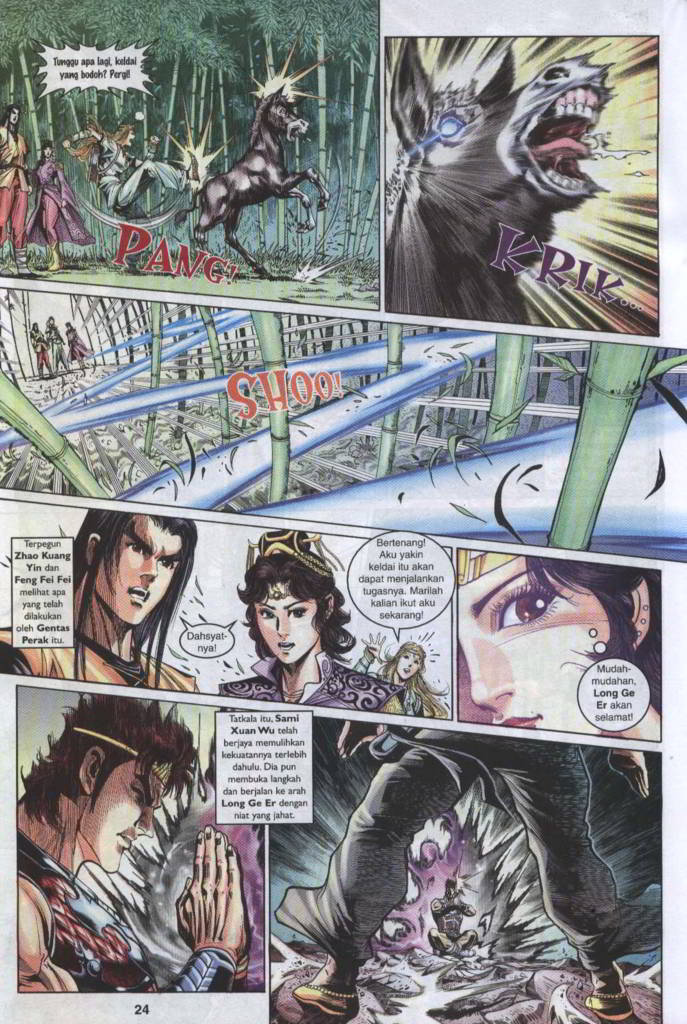 Tunggu apa lagi, keldai
yang bodoh? Pergi!
PANG!
KRIK...
SHOO!
Terpegun
Zhao Kuang
Yin dan
Feng Fei Fei
melihat apa
yang telah
dilakukan
oleh Gentas
Perak itu.
Dahsyat-
nya!
Bertenang!
Aku yakin
keldai itu akan
dapat menjalankan
tugasnya. Marilah
kalian ikut aku
sekarang!
Mudah-
mudahan,
Long Ge
Er akan
selamat!
Tatkala itu, Sami
Xuan Wu telah
berjaya memulihkan
kekuatannya terlebih
dahulu. Dia pun
membuka langkah
dan berjalan ke arah
Long Ge Er dengan
niat yang jahat.
24